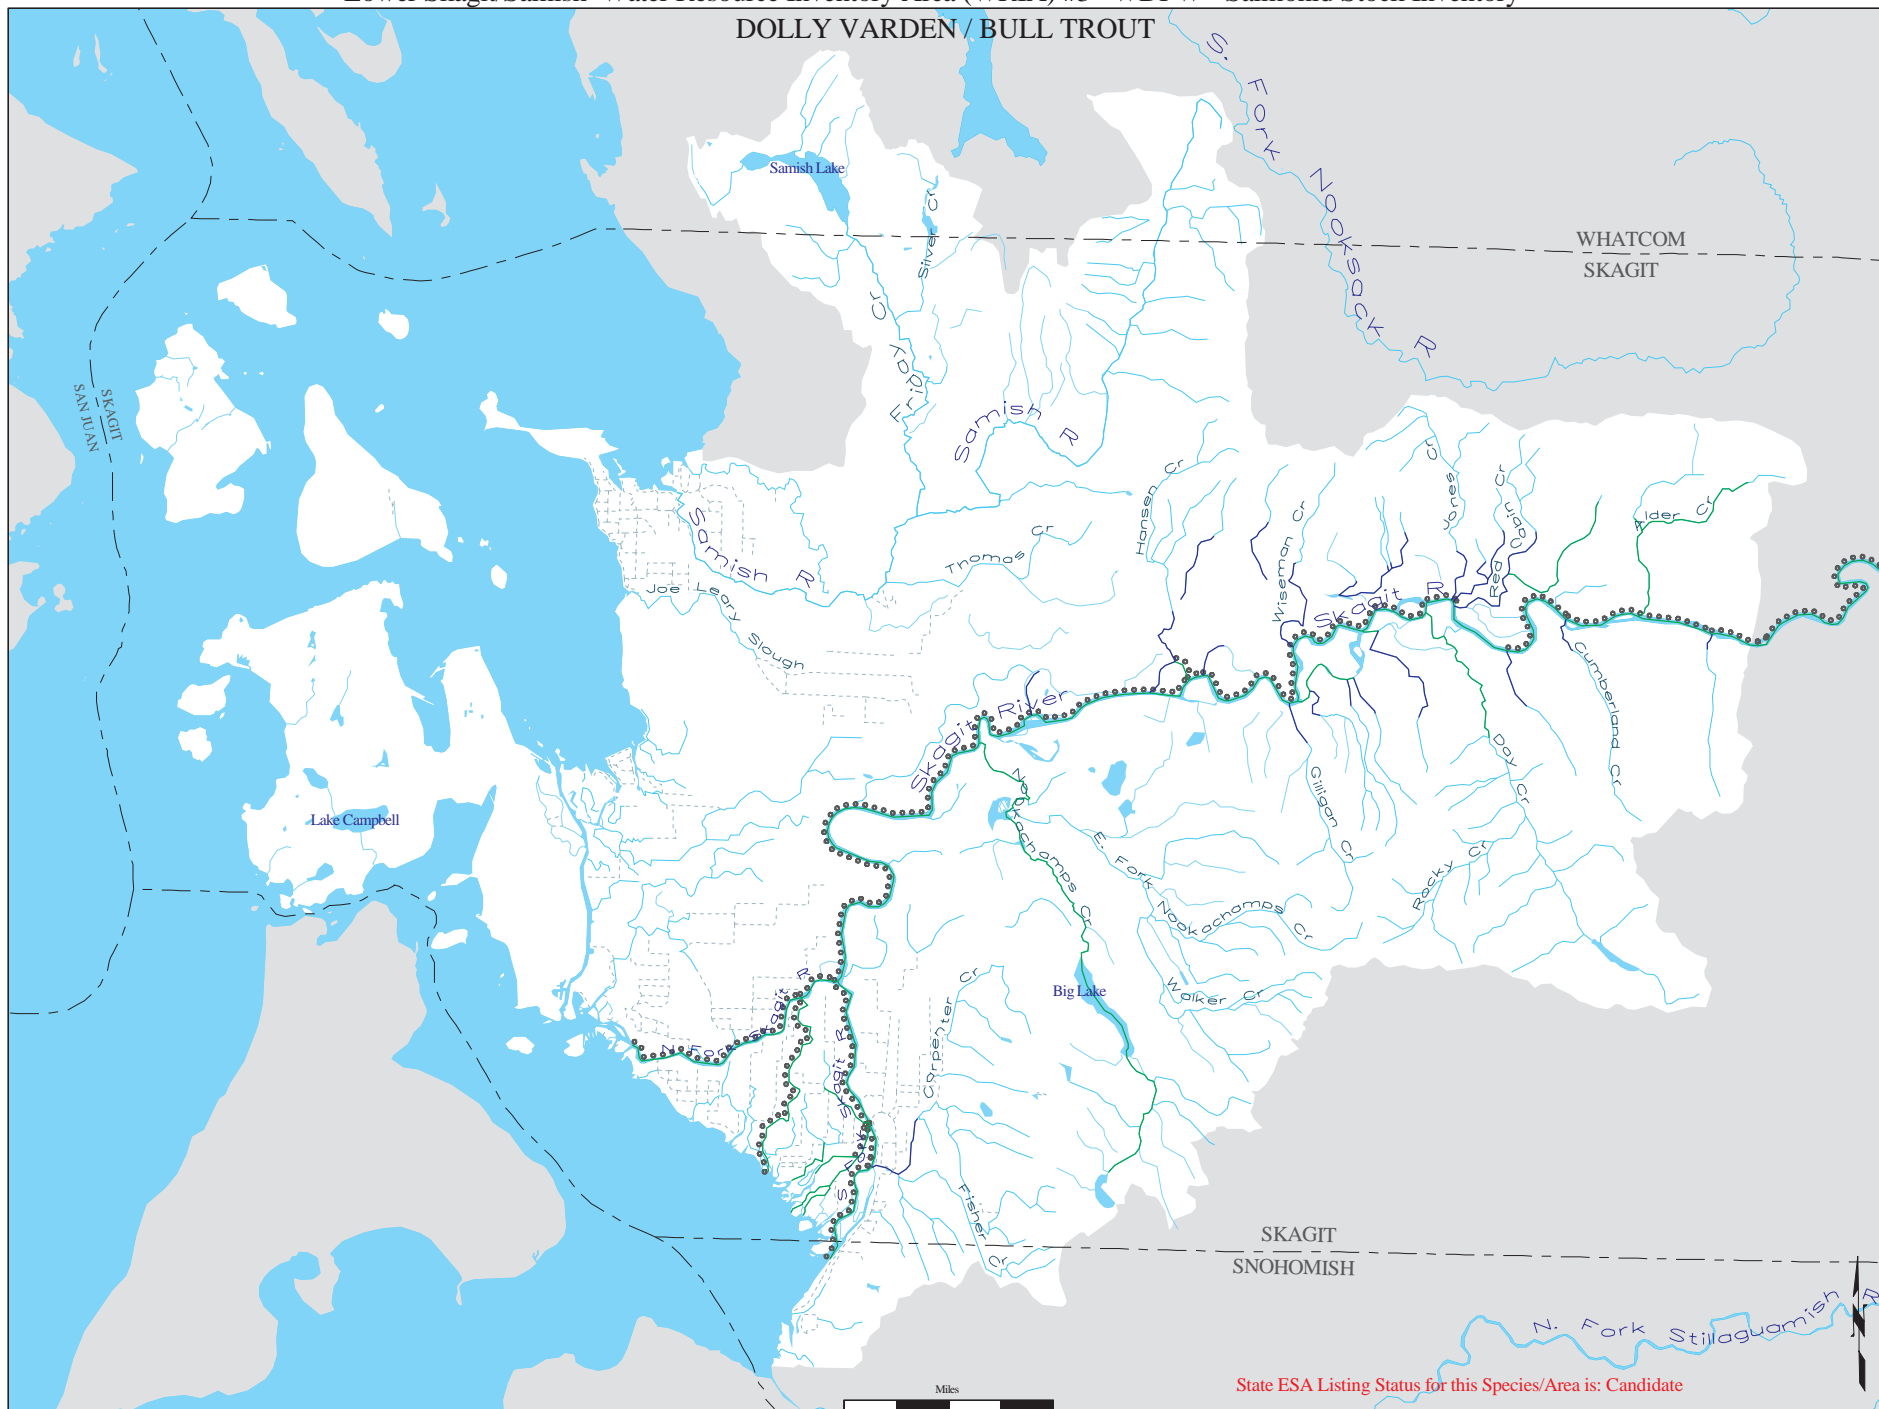 DOLLY VARDEN / BULL TROUT
S. Fork Nooksack R
Samish Lake
Silver Cr
WHATCOM
SKAGIT
Friday Cr
SKAGIT
SAN JUAN
Samish R
Hansen Cr
Wiseman Cr
Jones Cr
Red Cabin Cr
Alder Cr
Samish R
Thomas Cr
Joe Leary Slough
Skagit R
Skagit River
Cumberland Cr
Day Cr
Gilligan Cr
Rocky Cr
Nookachamps Cr
E. Fork Nookachamps Cr
Lake Campbell
Walker Cr
Big Lake
Carpenter Cr
N Fork Skagit R
S Fork Skagit R
Fisher Cr
SKAGIT
SNOHOMISH
N. Fork Stillaguamish R
N
State ESA Listing Status for this Species/Area is: Candidate
Miles